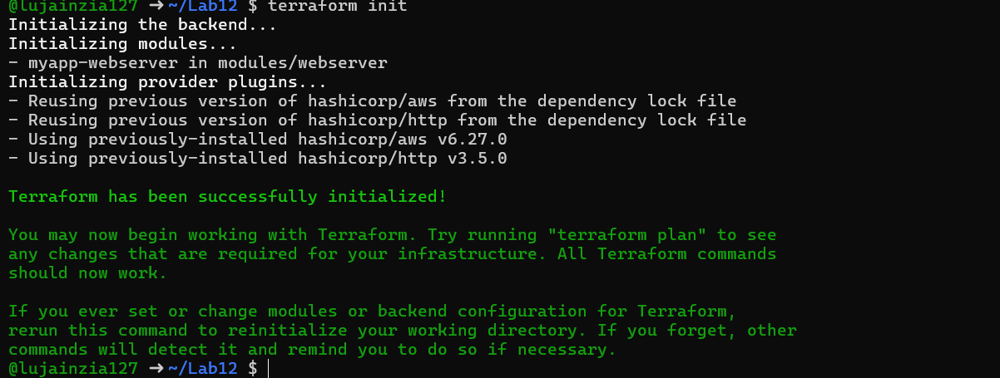 @lujainzia127 ➜ ~/Lab12 $ terraform init
Initializing the backend...
Initializing modules...
- myapp-webserver in modules/webserver
Initializing provider plugins...
- Reusing previous version of hashicorp/aws from the dependency lock file
- Reusing previous version of hashicorp/http from the dependency lock file
- Using previously-installed hashicorp/aws v6.27.0
- Using previously-installed hashicorp/http v3.5.0
Terraform has been successfully initialized!
You may now begin working with Terraform. Try running "terraform plan" to see
any changes that are required for your infrastructure. All Terraform commands
should now work.
If you ever set or change modules or backend configuration for Terraform,
rerun this command to reinitialize your working directory. If you forget, other
commands will detect it and remind you to do so if necessary.
@lujainzia127 ➜ ~/Lab12 $